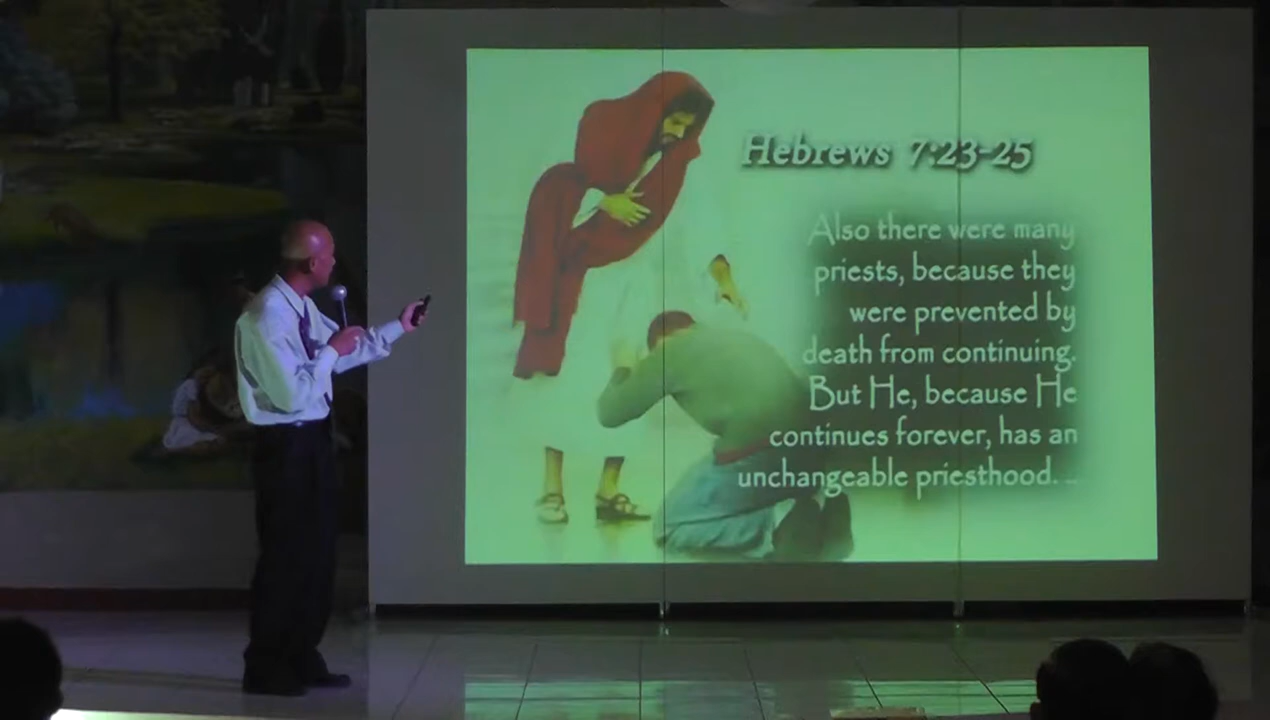 Hebrews 7:23-25
Also there were many
priests, because they
were prevented by
death from continuing.
But He, because He
continues forever, has an
unchangeable priesthood. ...